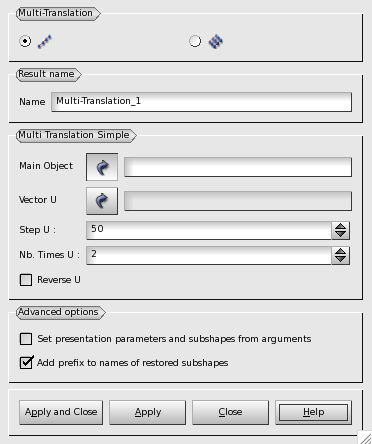 Multi-Translation
Result name
Name Multi-Translation_1
Multi Translation Simple
Main Object
Vector U
Step U : 50
Nb. Times U : 2
Reverse U
Advanced options
Set presentation parameters and subshapes from arguments
Add prefix to names of restored subshapes
Apply and Close Apply Close Help